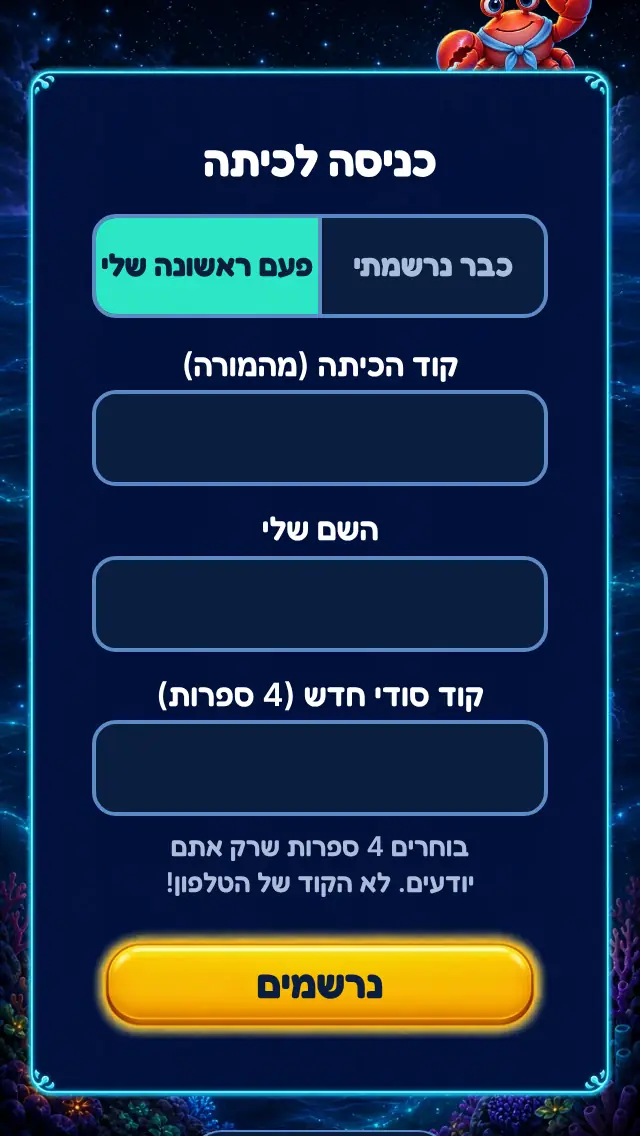 כניסה לכיתה
כבר נרשמתי
פעם ראשונה שלי
קוד הכיתה (מהמורה)
השם שלי
קוד סודי חדש (4 ספרות)
בוחרים 4 ספרות שרק אתם
יודעים. לא הקוד של הטלפון!
נרשמים